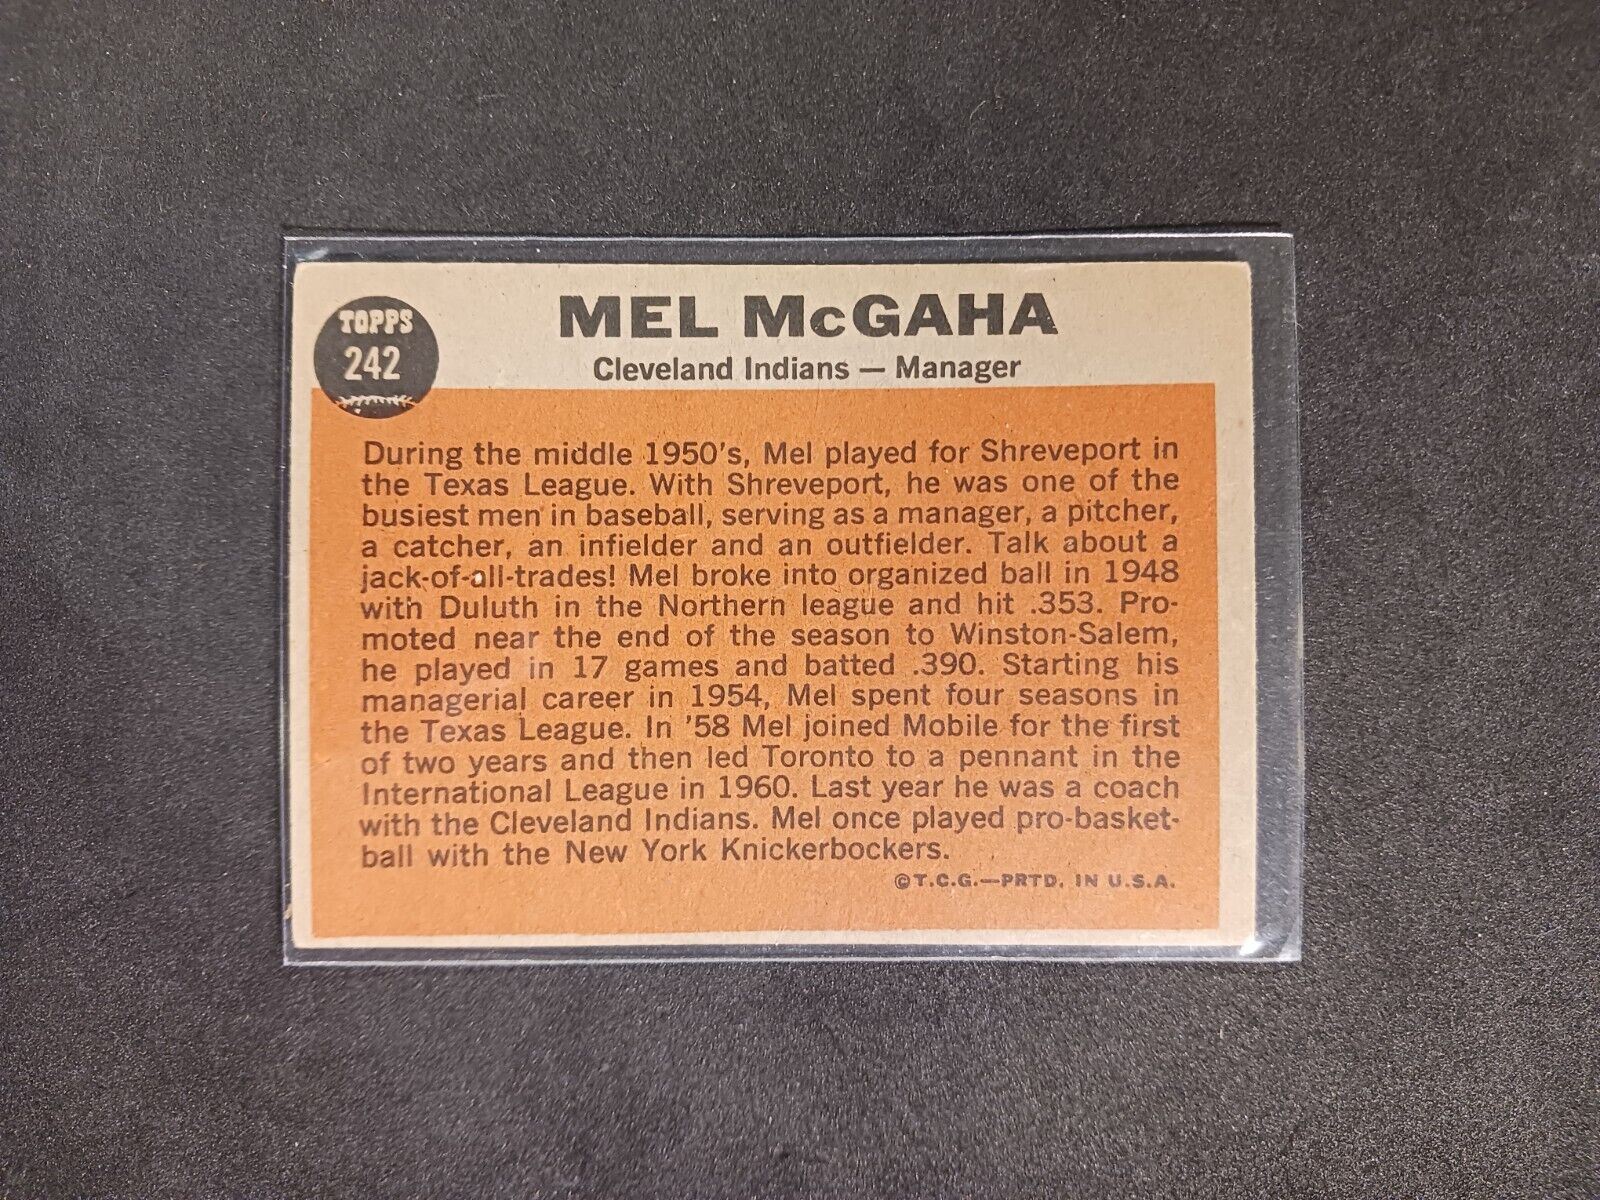 TOPPS
242
MEL McGAHA
Cleveland Indians — Manager
During the middle 1950's, Mel played for Shreveport in
the Texas League. With Shreveport, he was one of the
busiest men in baseball, serving as a manager, a pitcher,
a catcher, an infielder and an outfielder. Talk about a
jack-of-all-trades! Mel broke into organized ball in 1948
with Duluth in the Northern league and hit .353. Pro-
moted near the end of the season to Winston-Salem,
he played in 17 games and batted .390. Starting his
managerial career in 1954, Mel spent four seasons in
the Texas League. In '58 Mel joined Mobile for the first
of two years and then led Toronto to a pennant in the
International League in 1960. Last year he was a coach
with the Cleveland Indians. Mel once played pro-basket-
ball with the New York Knickerbockers.
©T.C.G.—PRTD. IN U.S.A.